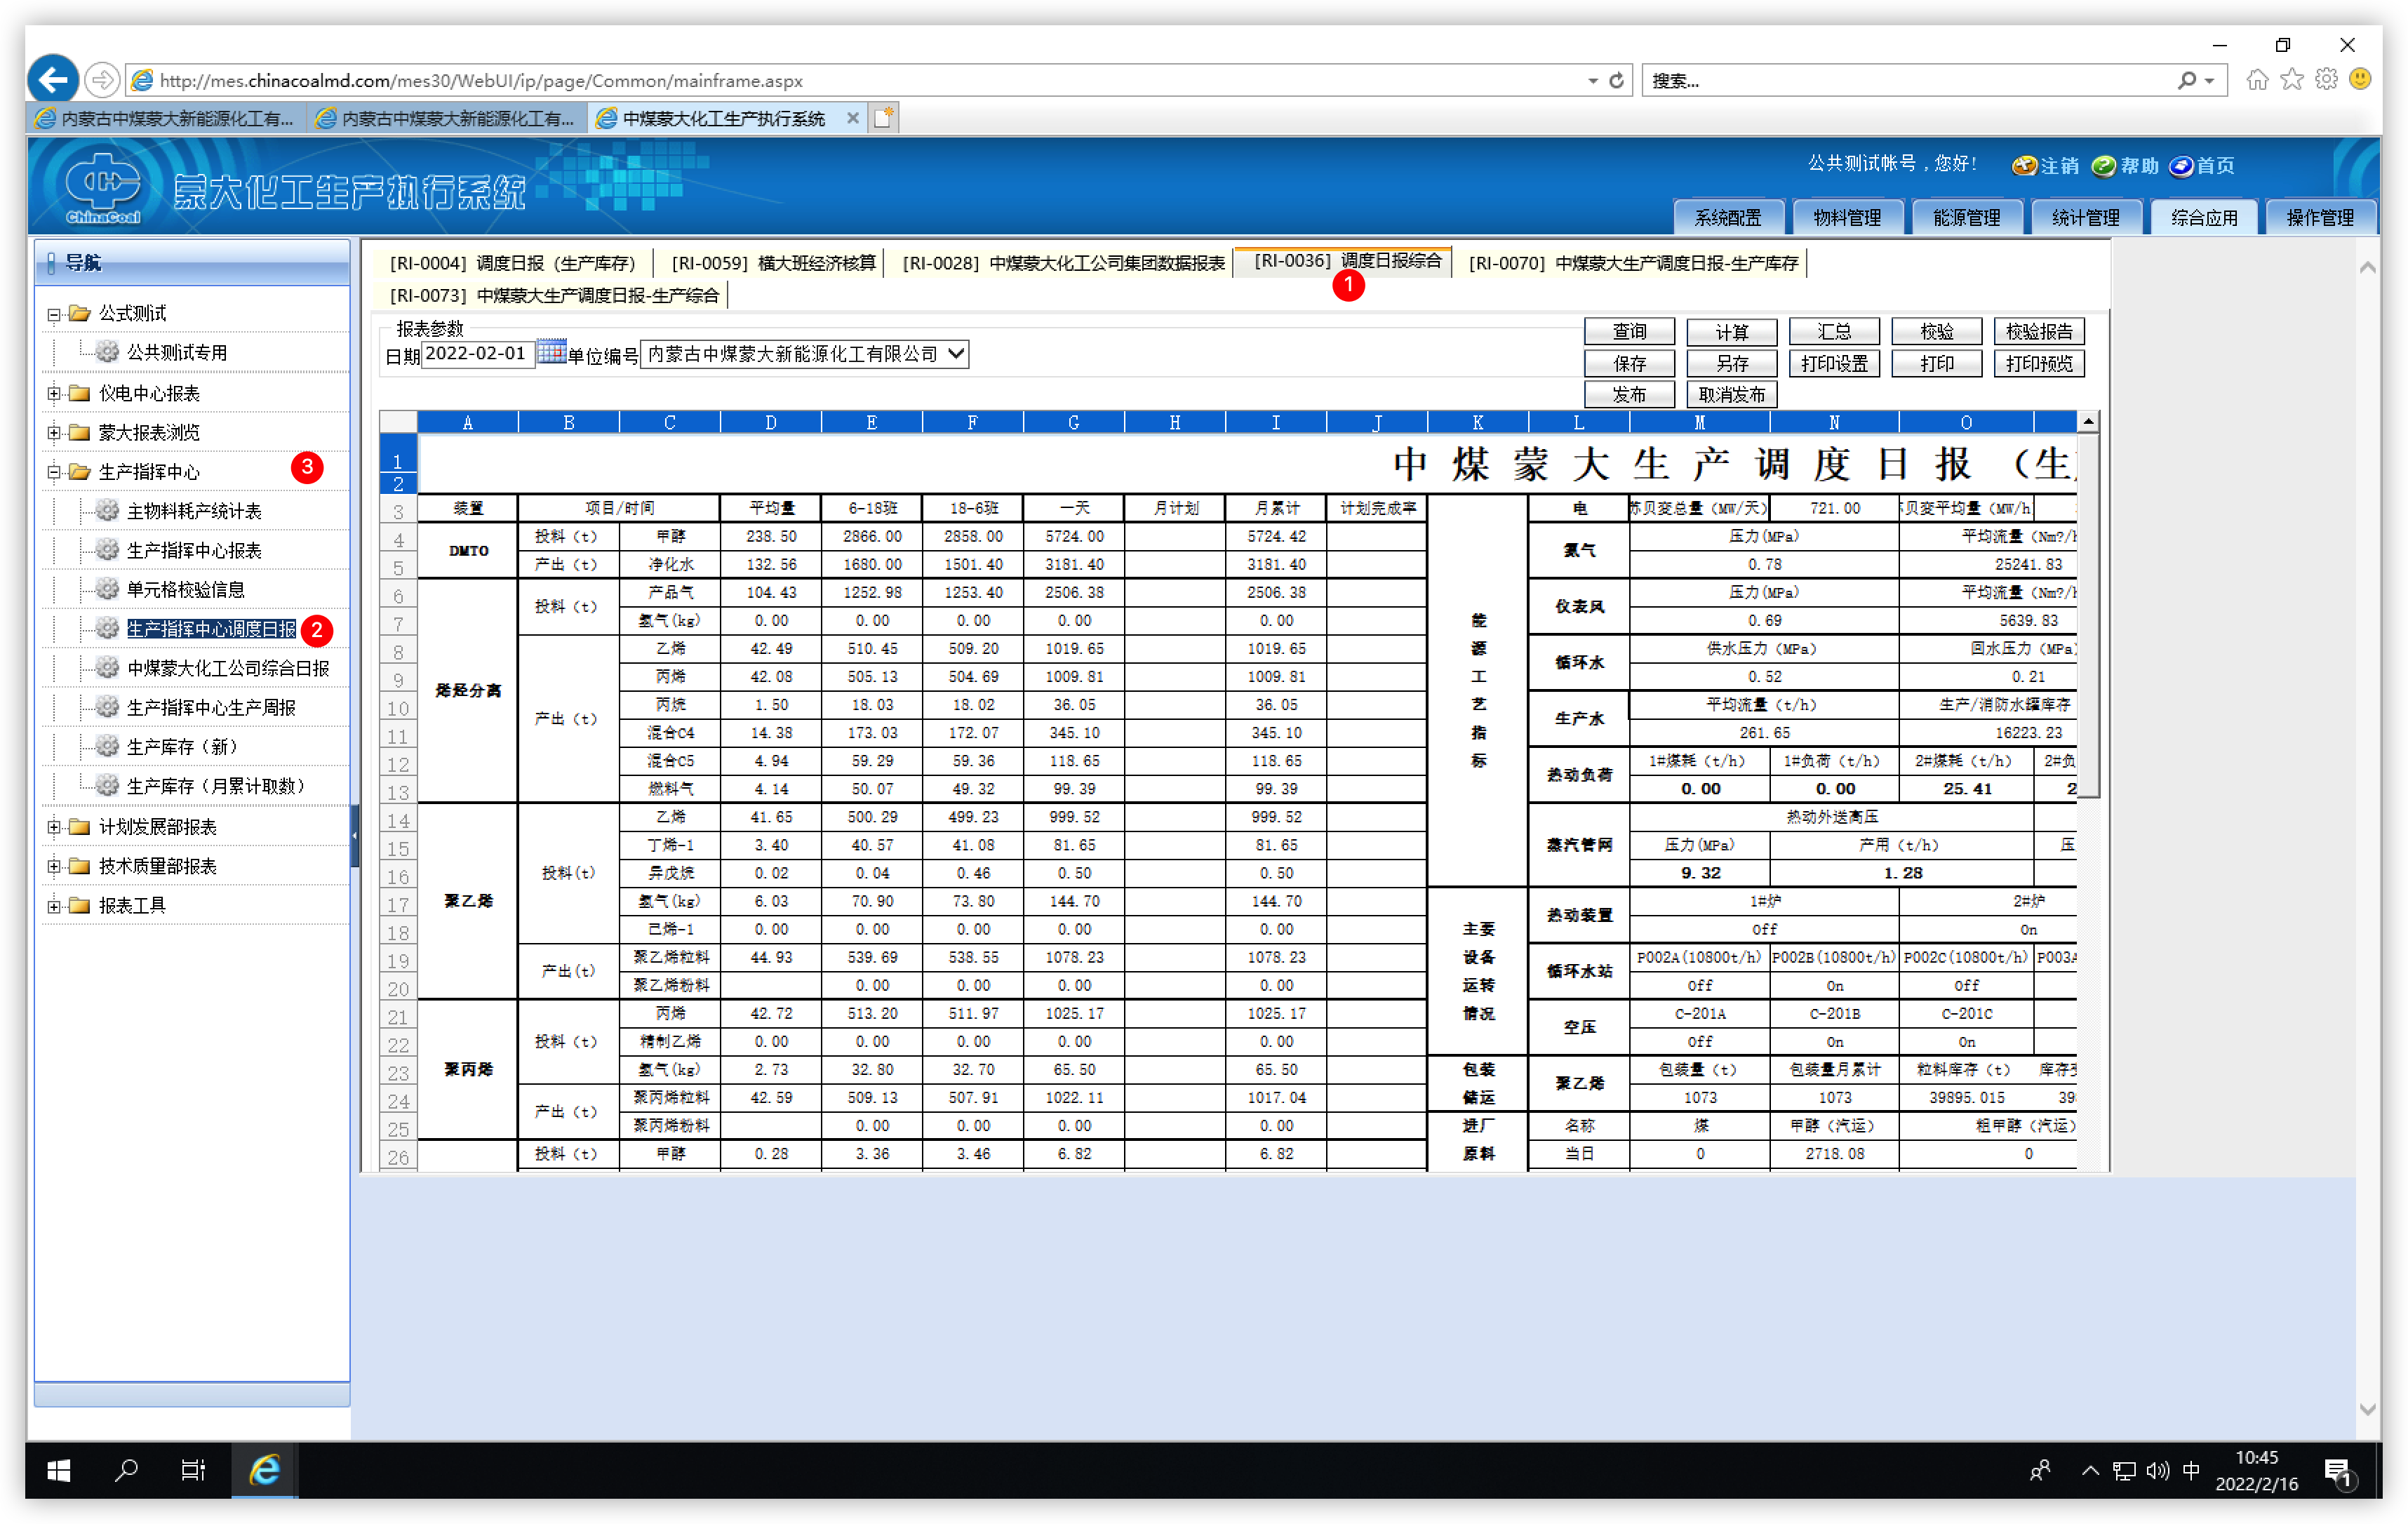 http://mes.chinacoalmd.com/mes30/WebUI/ip/page/Common/mainframe.aspx
搜索...
内蒙古中煤蒙大新能源化工有...
内蒙古中煤蒙大新能源化工有...
中煤蒙大化工生产执行系统
ChinaCoal
蒙大化工生产执行系统
公共测试帐号，您好！ 注销 帮助 首页
系统配置 物料管理 能源管理 统计管理 综合应用 操作管理
导航
公式测试
公共测试专用
仪电中心报表
蒙大报表浏览
生产指挥中心 3
主物料耗产统计表
生产指挥中心报表
单元格校验信息
生产指挥中心调度日报 2
中煤蒙大化工公司综合日报
生产指挥中心生产周报
生产库存（新）
生产库存（月累计取数）
计划发展部报表
技术质量部报表
报表工具
[RI-0004] 调度日报（生产库存） [RI-0059] 横大班经济核算 [RI-0028] 中煤蒙大化工公司集团数据报表 [RI-0036] 调度日报综合 [RI-0070] 中煤蒙大生产调度日报-生产库存
1
[RI-0073] 中煤蒙大生产调度日报-生产综合
报表参数
日期 2022-02-01 单位编号 内蒙古中煤蒙大新能源化工有限公司
查询 计算 汇总 校验 校验报告
保存 另存 打印设置 打印 打印预览
发布 取消发布
A B C D E F G H I J K L M N O
1 中煤蒙大生产调度日报（生
2
3 装置 项目/时间 平均量 6-18班 18-6班 一天 月计划 月累计 计划完成率 电 苏贝变总量（MW/天） 721.00 贝变平均量（MW/h
4 DMTO 投料（t） 甲醇 238.50 2866.00 2858.00 5724.00 5724.42 氮气 压力(MPa) 平均流量（Nm?/h
5 产出（t） 净化水 132.56 1680.00 1501.40 3181.40 3181.40 0.78 25241.83
6 烯烃分离 投料（t） 产品气 104.43 1252.98 1253.40 2506.38 2506.38 能源工艺指标 仪表风 压力(MPa) 平均流量（Nm?/h
7 氢气(kg) 0.00 0.00 0.00 0.00 0.00 0.69 5639.83
8 产出（t） 乙烯 42.49 510.45 509.20 1019.65 1019.65 循环水 供水压力（MPa） 回水压力（MPa）
9 丙烯 42.08 505.13 504.69 1009.81 1009.81 0.52 0.21
10 丙烷 1.50 18.03 18.02 36.05 36.05 生产水 平均流量（t/h） 生产/消防水罐库存
11 混合C4 14.38 173.03 172.07 345.10 345.10 261.65 16223.23
12 混合C5 4.94 59.29 59.36 118.65 118.65 热动负荷 1#煤耗（t/h） 1#负荷（t/h） 2#煤耗（t/h） 2#负
13 燃料气 4.14 50.07 49.32 99.39 99.39 0.00 0.00 25.41 2
14 聚乙烯 投料(t) 乙烯 41.65 500.29 499.23 999.52 999.52 蒸汽管网 热动外送高压
15 丁烯-1 3.40 40.57 41.08 81.65 81.65 压力(MPa) 产用（t/h） 压
16 异戊烷 0.02 0.04 0.46 0.50 0.50 9.32 1.28
17 氢气(kg) 6.03 70.90 73.80 144.70 144.70 主要设备运转情况 热动装置 1#炉 2#炉
18 己烯-1 0.00 0.00 0.00 0.00 0.00 Off On
19 产出(t) 聚乙烯粒料 44.93 539.69 538.55 1078.23 1078.23 循环水站 P002A(10800t/h) P002B(10800t/h) P002C(10800t/h) P003A
20 聚乙烯粉料 0.00 0.00 0.00 0.00 Off On Off
21 聚丙烯 投料（t） 丙烯 42.72 513.20 511.97 1025.17 1025.17 空压 C-201A C-201B C-201C
22 精制乙烯 0.00 0.00 0.00 0.00 0.00 Off On On
23 氢气(kg) 2.73 32.80 32.70 65.50 65.50 包装储运 聚乙烯 包装量（t） 包装量月累计 粒料库存（t） 库存
24 产出（t） 聚丙烯粒料 42.59 509.13 507.91 1022.11 1017.04 1073 1073 39895.015 39
25 聚丙烯粉料 0.00 0.00 0.00 0.00 进厂原料 名称 煤 甲醇（汽运） 粗甲醇（汽运）
26 投料（t） 甲醇 0.28 3.36 3.46 6.82 6.82 当日 0 2718.08 0
中 10:45
2022/2/16
1